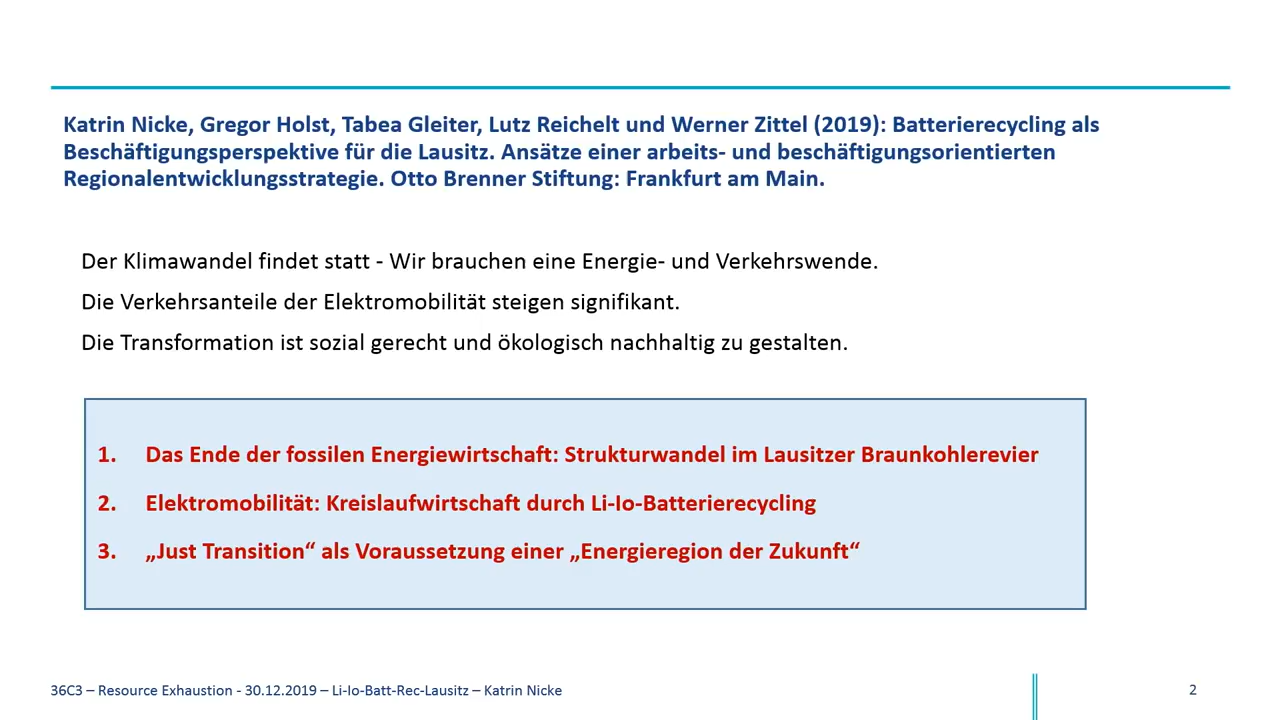 Katrin Nicke, Gregor Holst, Tabea Gleiter, Lutz Reichelt und Werner Zittel (2019): Batterierecycling als
Beschäftigungsperspektive für die Lausitz. Ansätze einer arbeits- und beschäftigungsorientierten
Regionalentwicklungsstrategie. Otto Brenner Stiftung: Frankfurt am Main.
Der Klimawandel findet statt - Wir brauchen eine Energie- und Verkehrswende.
Die Verkehrsanteile der Elektromobilität steigen signifikant.
Die Transformation ist sozial gerecht und ökologisch nachhaltig zu gestalten.
1. Das Ende der fossilen Energiewirtschaft: Strukturwandel im Lausitzer Braunkohlerevier
2. Elektromobilität: Kreislaufwirtschaft durch Li-Io-Batterierecycling
3. „Just Transition“ als Voraussetzung einer „Energieregion der Zukunft“
36C3 – Resource Exhaustion - 30.12.2019 – Li-Io-Batt-Rec-Lausitz – Katrin Nicke
2